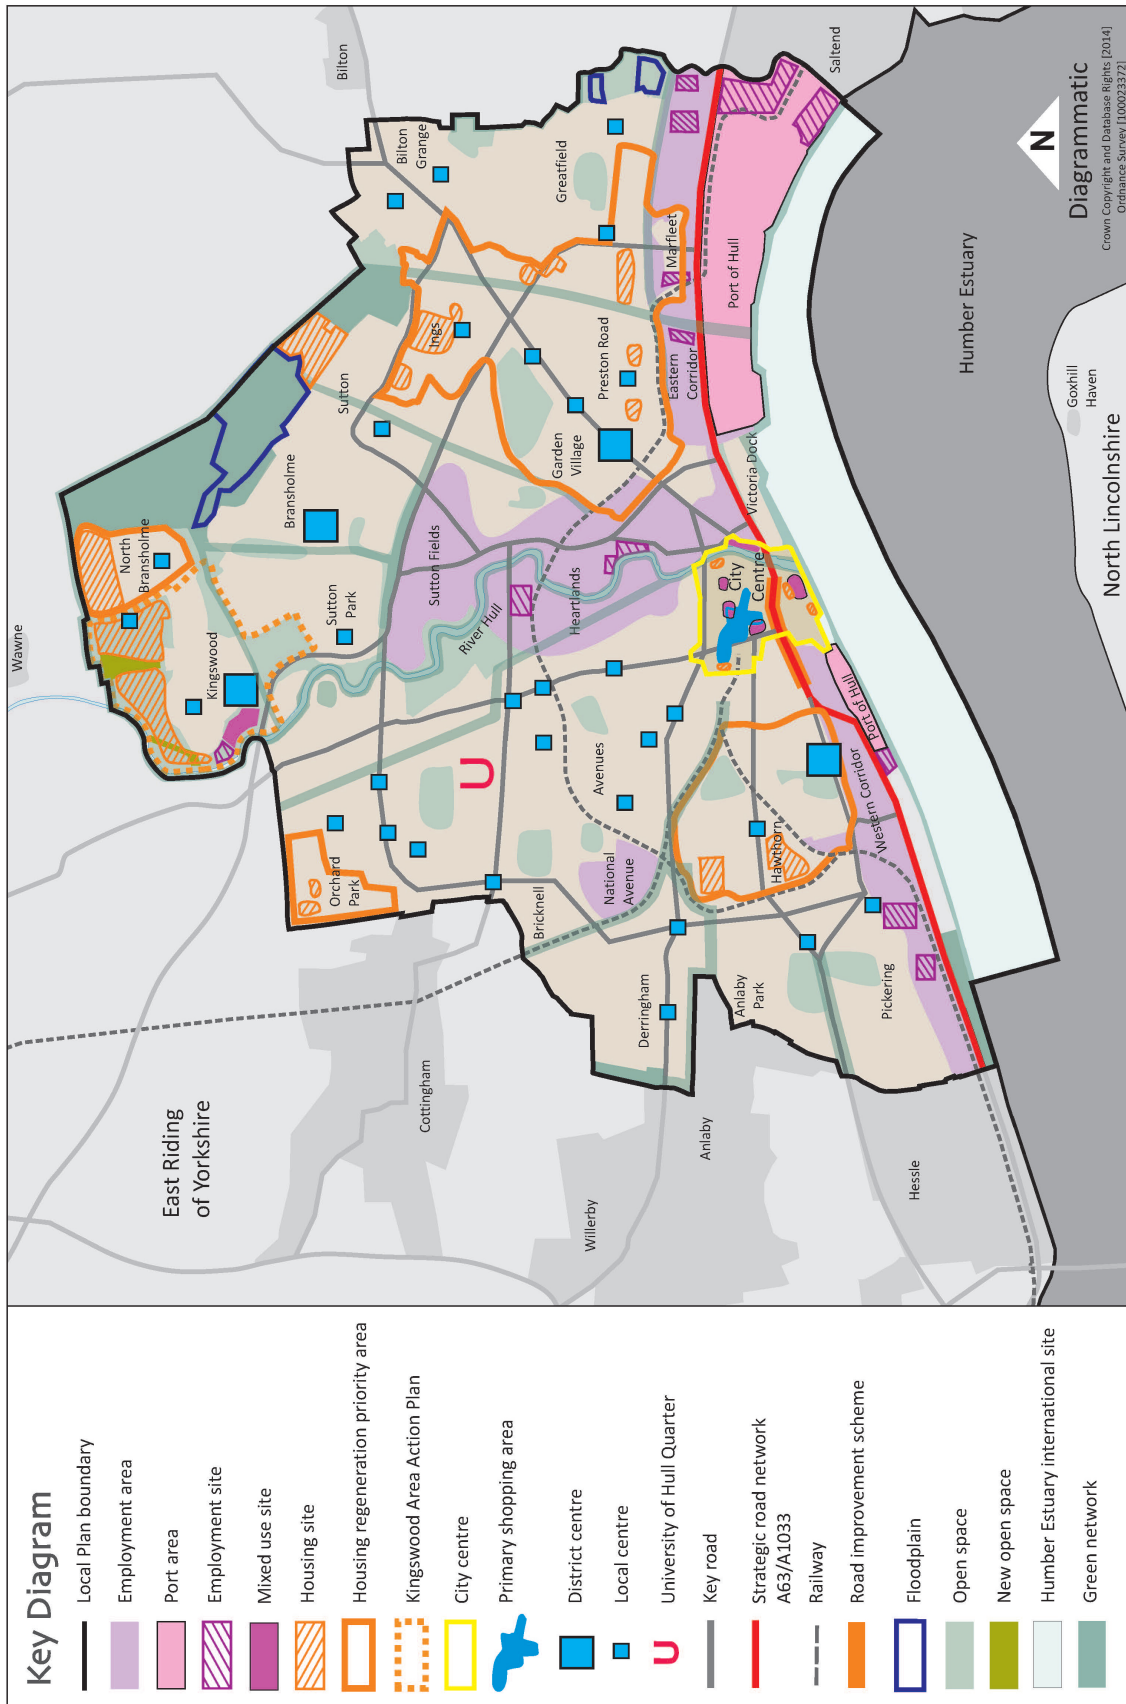 Key Diagram
Local Plan boundary
Employment area
Port area
Employment site
Mixed use site
Housing site
Housing regeneration priority area
Kingswood Area Action Plan
City centre
Primary shopping area
District centre
Local centre
University of Hull Quarter
Key road
Strategic road network
A63/A1033
Railway
Road improvement scheme
Floodplain
Open space
New open space
Humber Estuary international site
Green network
East Riding
of Yorkshire
Wawne
Bilton
Cottingham
Willerby
Anlaby
Hessle
Saltend
North
Bransholme
Kingswood
Bransholme
Sutton
Park
Sutton
Sutton Fields
River Hull
Heartlands
Orchard
Park
Bricknell
National
Avenue
Avenues
Derringham
Anlaby
Park
Hawthorn
Pickering
Western Corridor
Port of Hull
City
Centre
Victoria Dock
Garden
Village
Preston Road
Ings
Bilton
Grange
Greatfield
Marfleet
Eastern
Corridor
Port of Hull
Humber Estuary
Goxhill
Haven
North Lincolnshire
N
Diagrammatic
Crown Copyright and Database Rights [2014]
Ordnance Survey [100023372]